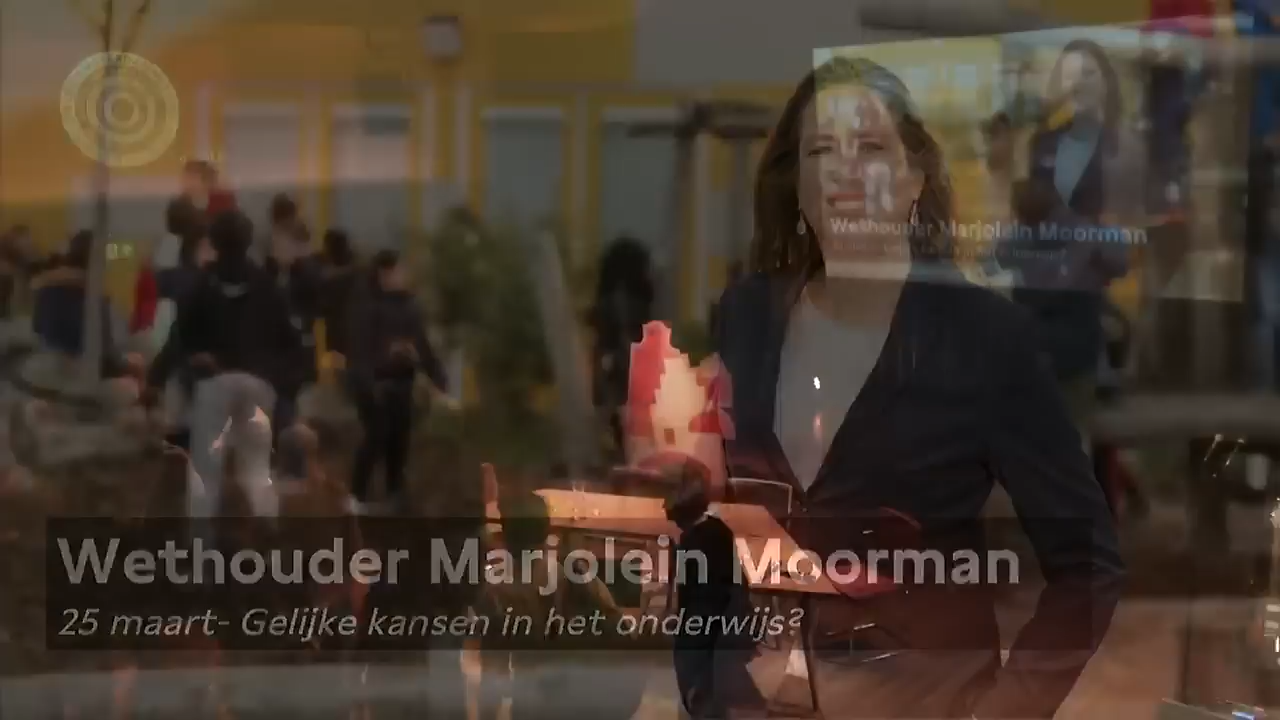 Wethouder Marjolein Moorman
Wethouder Marjolein Moorman
25 maart- Gelijke kansen in het onderwijs?